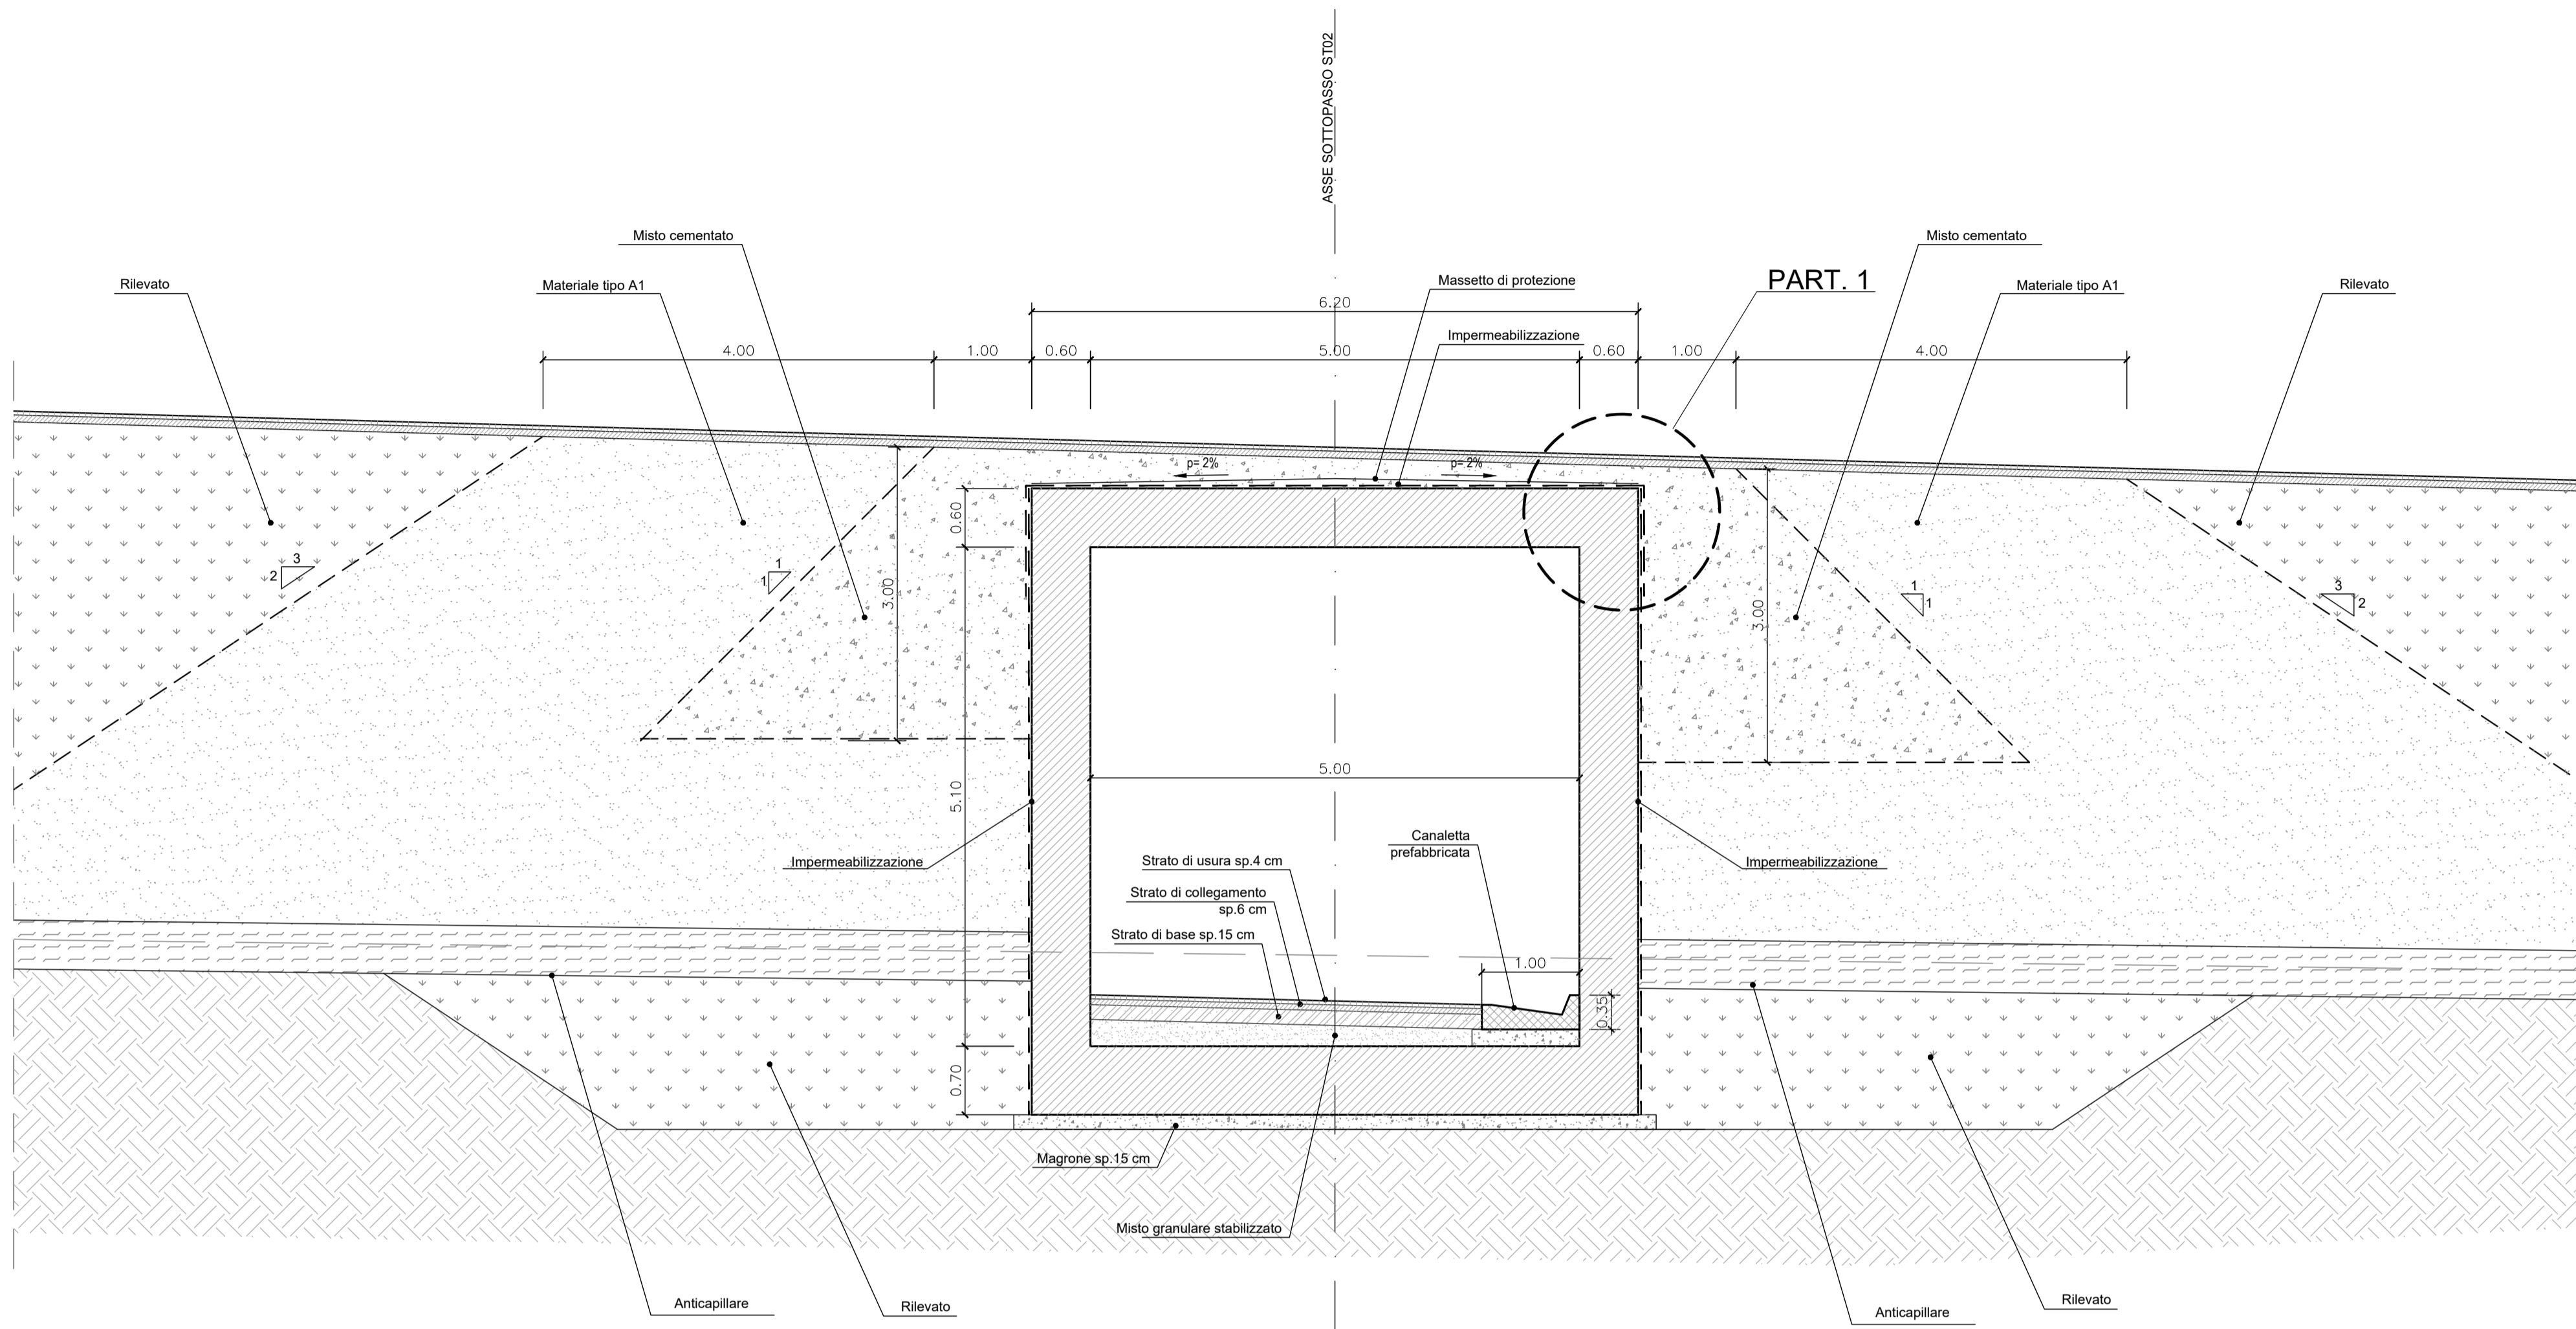 ASSE SOTTOPASSO ST02
Misto cementato
Misto cementato
Rilevato
Materiale tipo A1
Massetto di protezione
PART. 1
Materiale tipo A1
Rilevato
6.20
Impermeabilizzazione
4.00
1.00
0.60
5.00
0.60
1.00
4.00
p= 2%
p= 2%
0.60
3
2
1
1
3.00
3.00
1
1
3
2
5.00
5.10
Canaletta
prefabbricata
Impermeabilizzazione
Strato di usura sp.4 cm
Impermeabilizzazione
Strato di collegamento
sp.6 cm
Strato di base sp.15 cm
1.00
0.35
0.70
Magrone sp.15 cm
Misto granulare stabilizzato
Anticapillare
Rilevato
Anticapillare
Rilevato